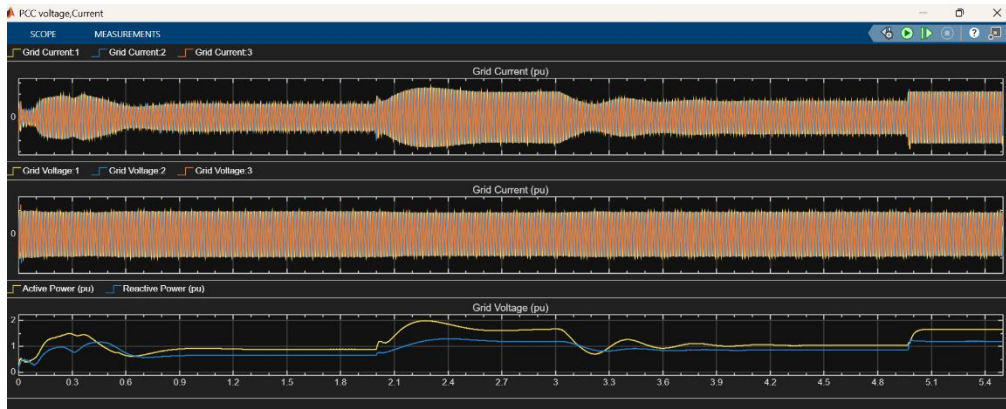 PCC voltage,Current
SCOPE MEASUREMENTS
Grid Current:1 Grid Current:2 Grid Current:3
Grid Current (pu)
0
Grid Voltage:1 Grid Voltage:2 Grid Voltage:3
Grid Current (pu)
0
Active Power (pu) Reactive Power (pu)
Grid Voltage (pu)
2
1
0
0 0.3 0.6 0.9 1.2 1.5 1.8 2.1 2.4 2.7 3 3.3 3.6 3.9 4.2 4.5 4.8 5.1 5.4